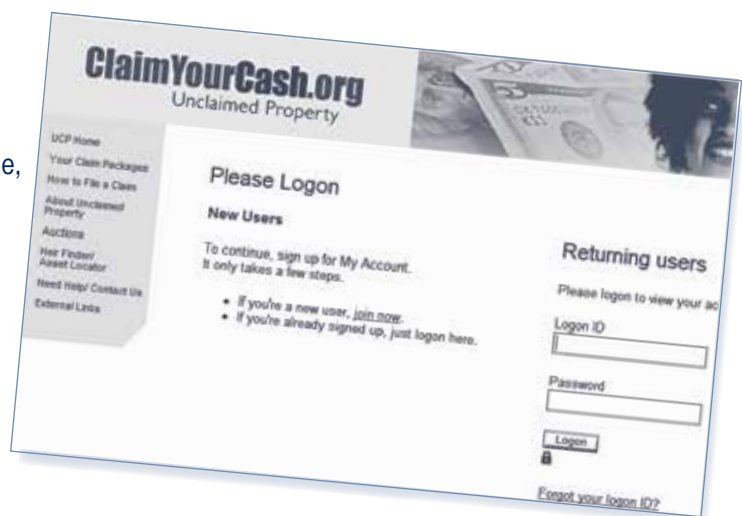 e,
ClaimYourCash.org
Unclaimed Property
UCP Home
Your Claim Packages
How to File a Claim
About Unclaimed
Property
Auctions
Heir Finder/
Asset Locator
Need Help/ Contact Us
External Links
Please Logon
New Users
To continue, sign up for My Account.
It only takes a few steps.
• If you're a new user, join now.
• If you're already signed up, just logon here.
Returning users
Please logon to view your ac
Logon ID
Password
Logon
Forgot your logon ID?